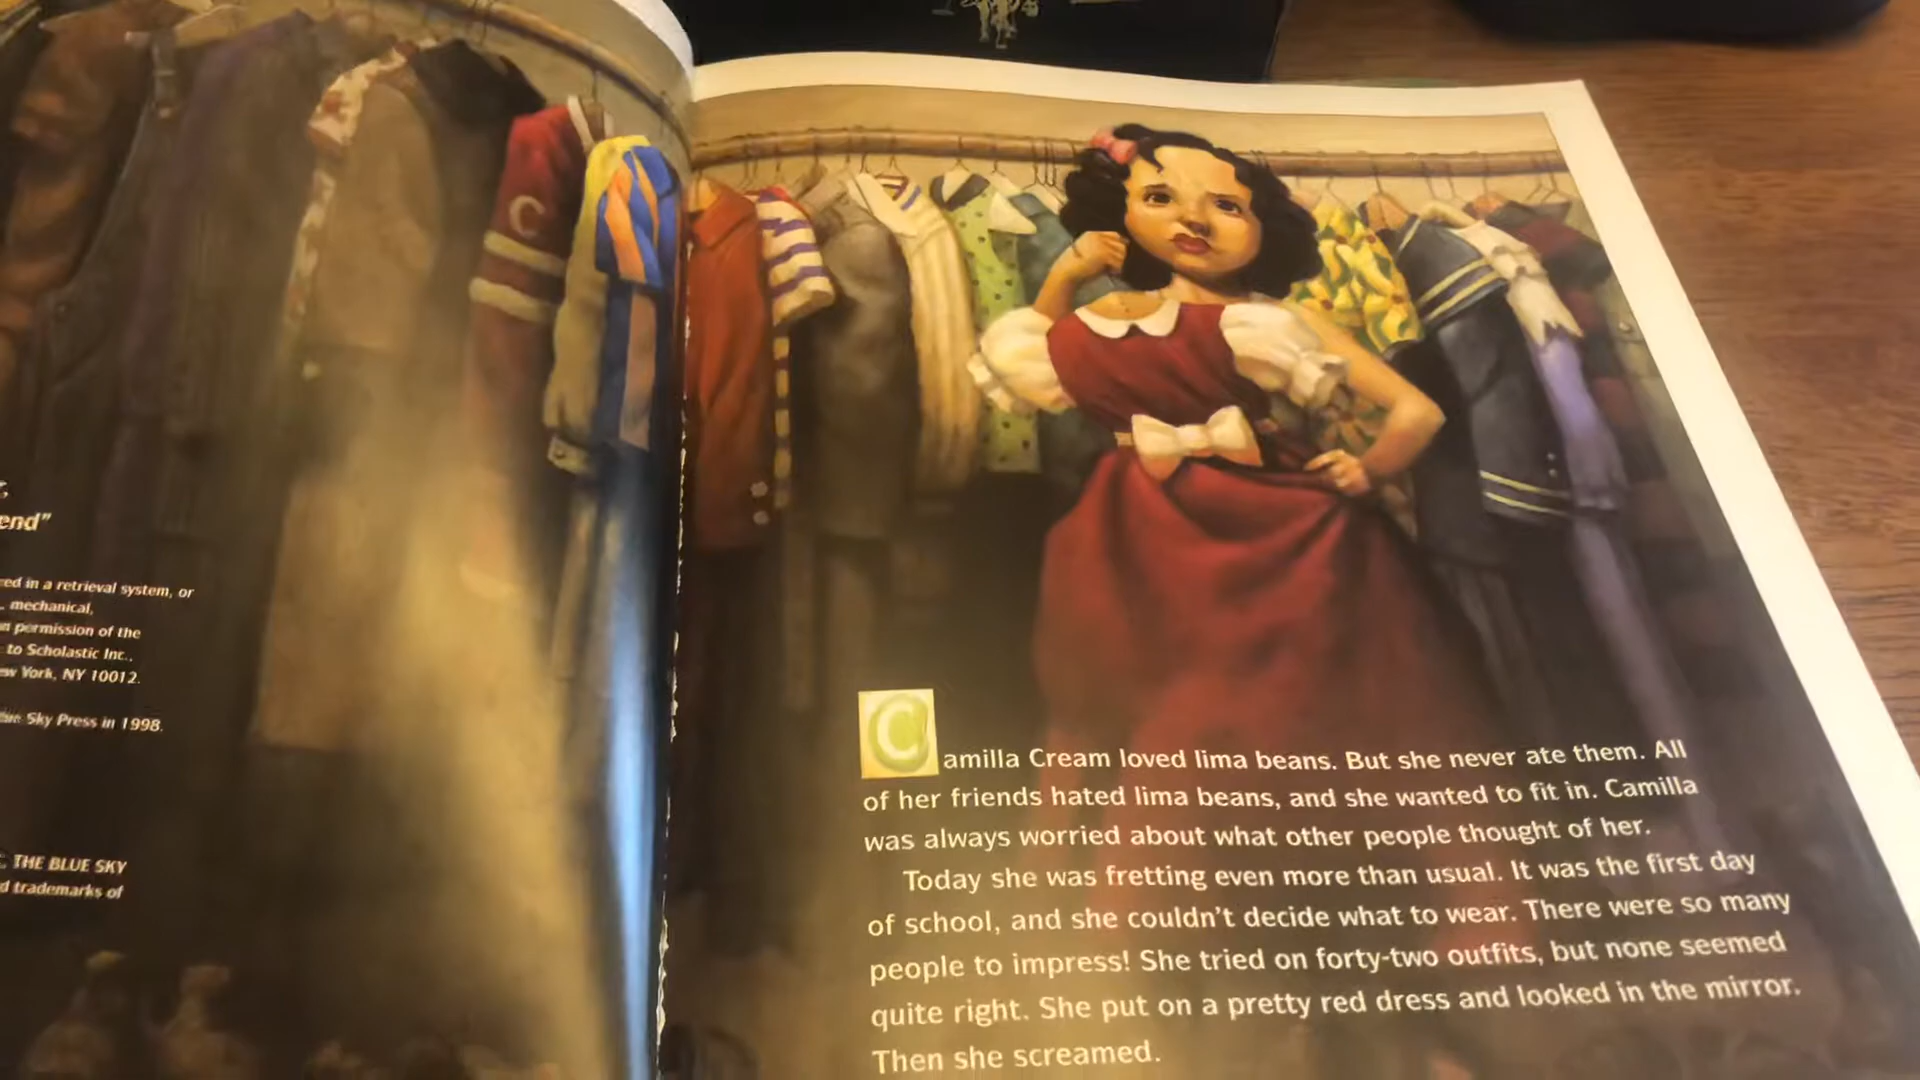 C
end"
ed in a retrieval system, or
mechanical,
permission of the
to Scholastic Inc.,
York, NY 10012.
Sky Press in 1998.
THE BLUE SKY
d trademarks of
Camilla Cream loved lima beans. But she never ate them. All
of her friends hated lima beans, and she wanted to fit in. Camilla
was always worried about what other people thought of her.
Today she was fretting even more than usual. It was the first day
of school, and she couldn't decide what to wear. There were so many
people to impress! She tried on forty-two outfits, but none seemed
quite right. She put on a pretty red dress and looked in the mirror.
Then she screamed.